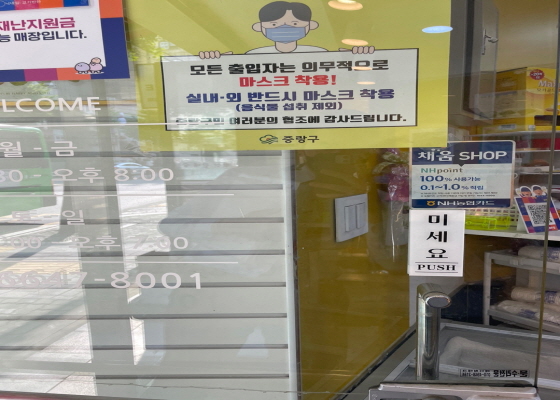 재난지원금
능 매장입니다.
모든 출입자는 의무적으로
마스크 착용!
실내·외 반드시 마스크 착용
(음식물 섭취 제외)
여러분의 협조에 감사드립니다.
중랑구
WELCOME
월 - 금
오후 8:00
일
오후
8001
채움 SHOP
NHpoint
100% 사용가능
0.1~1.0% 적립
NH농협카드
미세요
PUSH